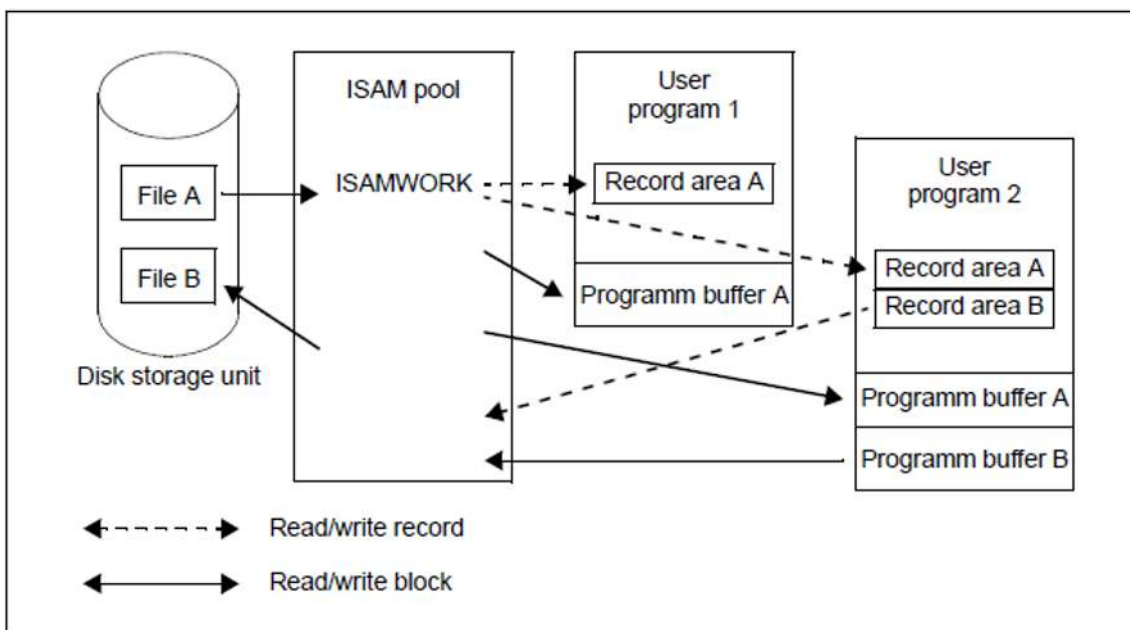 File A
File B
Disk storage unit
ISAM pool
ISAMWORK
User
program 1
Record area A
Programm buffer A
User
program 2
Record area A
Record area B
Programm buffer A
Programm buffer B
Read/write record
Read/write block